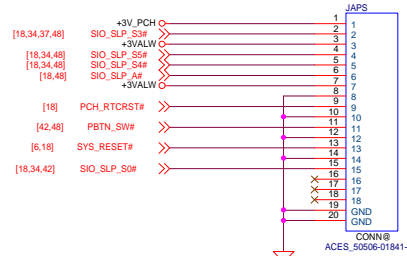 JAPS
+3V_PCH 1 1
[18,34,37,48] SIO_SLP_S3# 2 2
+3VALW 3 3
[18,34,48] SIO_SLP_S5# 4 4
[18,34,48] SIO_SLP_S4# 5 5
[18,48] SIO_SLP_A# 6 6
+3VALW 7 7
8 8
[18] PCH_RTCRST# 9 9
10 10
[42,48] PBTN_SW# 11 11
12 12
[6,18] SYS_RESET# 13 13
14 14
[18,34,42] SIO_SLP_S0# 15 15
16 16
17 17
18 18
19 GND
20 GND
CONN@
ACES_50506-01841-